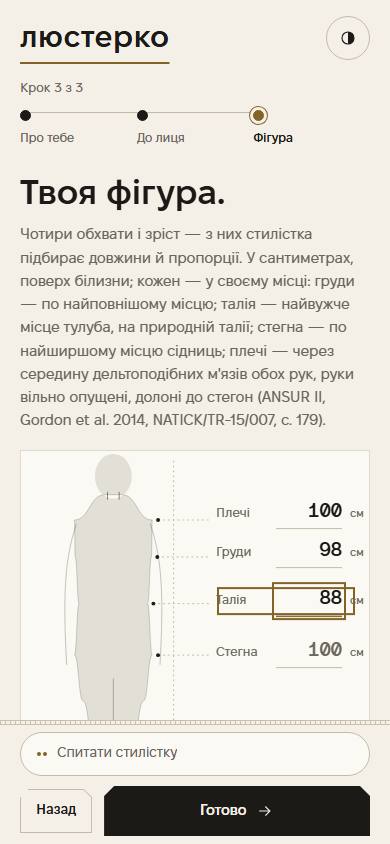 люстерко
Крок 3 з 3
Про тебе До лиця Фігура
Твоя фігура.
Чотири обхвати і зріст — з них стилістка
підбирає довжини й пропорції. У сантиметрах,
поверх білизни; кожен — у своєму місці: груди
— по найповнішому місцю; талія — найвужче
місце тулуба, на природній талії; стегна — по
найширшому місцю сідниць; плечі — через
середину дельтоподібних м'язів обох рук, руки
вільно опущені, долоні до стегон (ANSUR II,
Gordon et al. 2014, NATICK/TR-15/007, с. 179).
Плечі 100 см
Груди 98 см
Талія 88 см
Стегна 100 см
Спитати стилістку
Назад Готово →